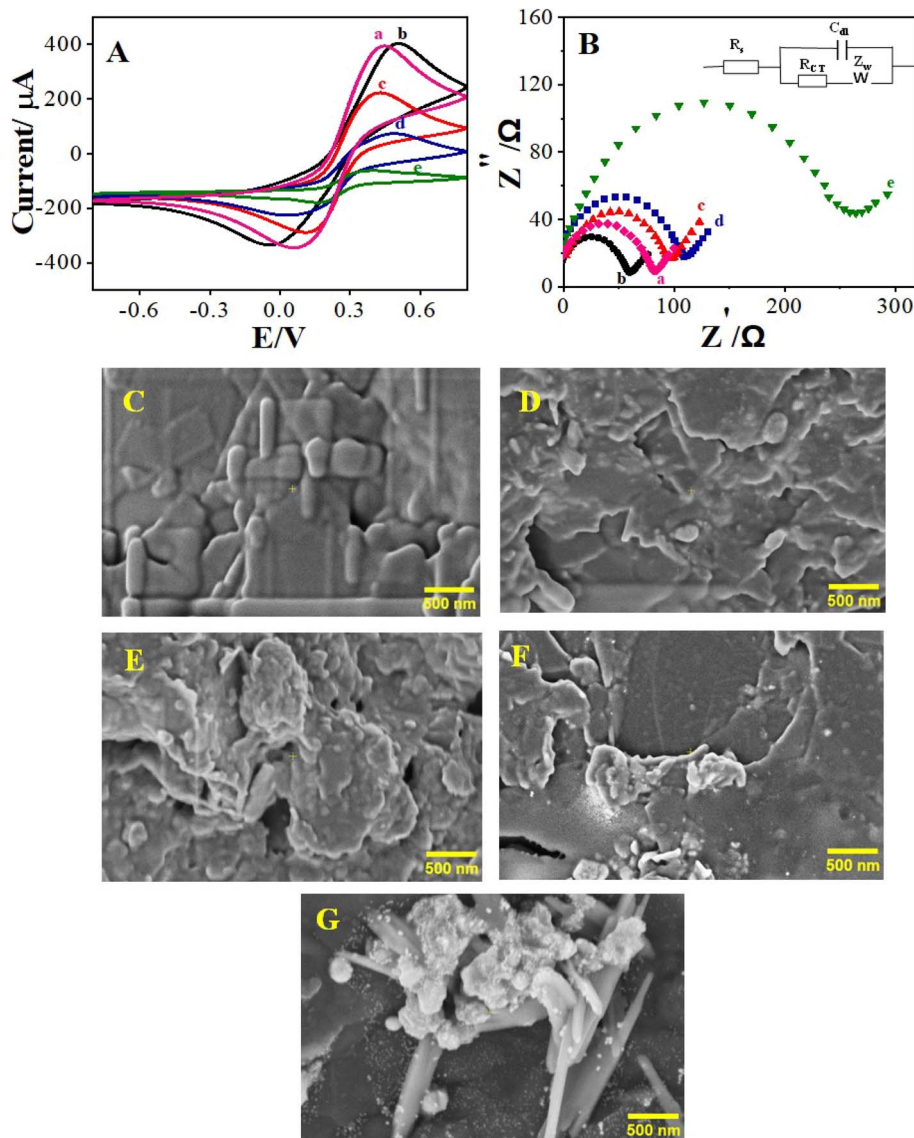 A
Current/ μA
400
200
0
-200
-400
-0.6
-0.3
0.0
0.3
0.6
E/V
a
b
c
d
e
B
Z''/Ω
160
120
80
40
0
0
100
200
300
Z'/Ω
Rs
Cdl
RCT
Zw
W
e
c
d
b
a
C
500 nm
D
500 nm
E
500 nm
F
500 nm
G
500 nm